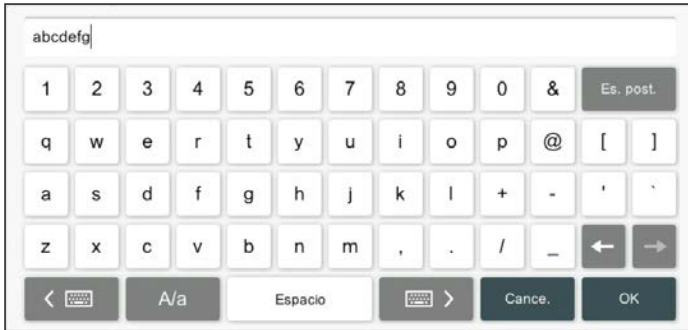 abcdefg
1 2 3 4 5 6 7 8 9 0 & Es. post.
q w e r t y u i o p @ [ ]
a s d f g h j k l + - ' `
z x c v b n m , . / _ ← →
< A/a Espacio > Cance. OK